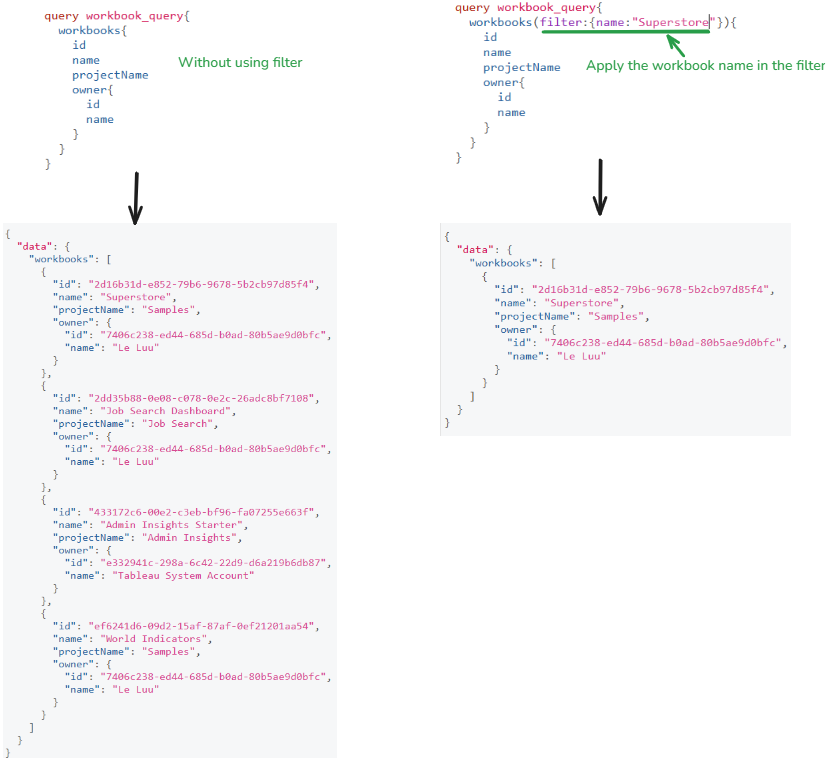 query workbook_query{
  workbooks{
    id
    name
    projectName
    owner{
      id
      name
    }
  }
}
Without using filter
{
  "data": {
    "workbooks": [
      {
        "id": "2d16b31d-e852-79b6-9678-5b2cb97d85f4",
        "name": "Superstore",
        "projectName": "Samples",
        "owner": {
          "id": "7406c238-ed44-685d-b0ad-80b5ae9d0bfc",
          "name": "Le Luu"
        }
      },
      {
        "id": "2dd35b88-0e08-c078-0e2c-26adc8bf7108",
        "name": "Job Search Dashboard",
        "projectName": "Job Search",
        "owner": {
          "id": "7406c238-ed44-685d-b0ad-80b5ae9d0bfc",
          "name": "Le Luu"
        }
      },
      {
        "id": "433172c6-00e2-c3eb-bf96-fa07255e663f",
        "name": "Admin Insights Starter",
        "projectName": "Admin Insights",
        "owner": {
          "id": "e332941c-298a-6c42-22d9-d6a219b6db87",
          "name": "Tableau System Account"
        }
      },
      {
        "id": "ef6241d6-09d2-15af-87af-0ef21201aa54",
        "name": "World Indicators",
        "projectName": "Samples",
        "owner": {
          "id": "7406c238-ed44-685d-b0ad-80b5ae9d0bfc",
          "name": "Le Luu"
        }
      }
    ]
  }
}
query workbook_query{
  workbooks(filter:{name:"Superstore"}){
    id
    name
    projectName
    owner{
      id
      name
    }
  }
}
Apply the workbook name in the filter
{
  "data": {
    "workbooks": [
      {
        "id": "2d16b31d-e852-79b6-9678-5b2cb97d85f4",
        "name": "Superstore",
        "projectName": "Samples",
        "owner": {
          "id": "7406c238-ed44-685d-b0ad-80b5ae9d0bfc",
          "name": "Le Luu"
        }
      }
    ]
  }
}